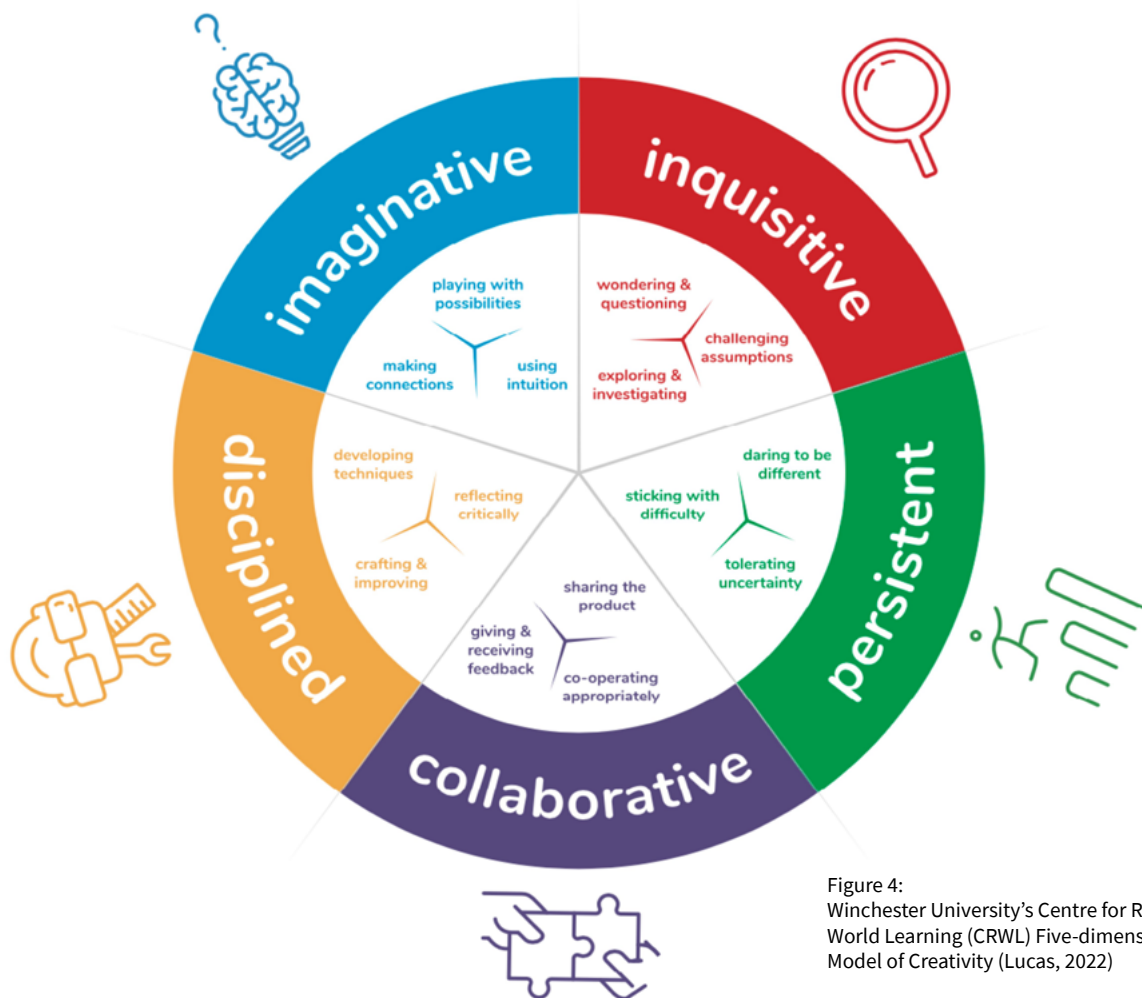 ?
imaginative
playing with
possibilities
making
connections
using
intuition
inquisitive
wondering &
questioning
challenging
assumptions
exploring &
investigating
persistent
daring to be
different
sticking with
difficulty
tolerating
uncertainty
collaborative
sharing the
product
giving &
receiving
feedback
co-operating
appropriately
disciplined
developing
techniques
reflecting
critically
crafting &
improving
Figure 4:
Winchester University's Centre for R
World Learning (CRWL) Five-dimens
Model of Creativity (Lucas, 2022)